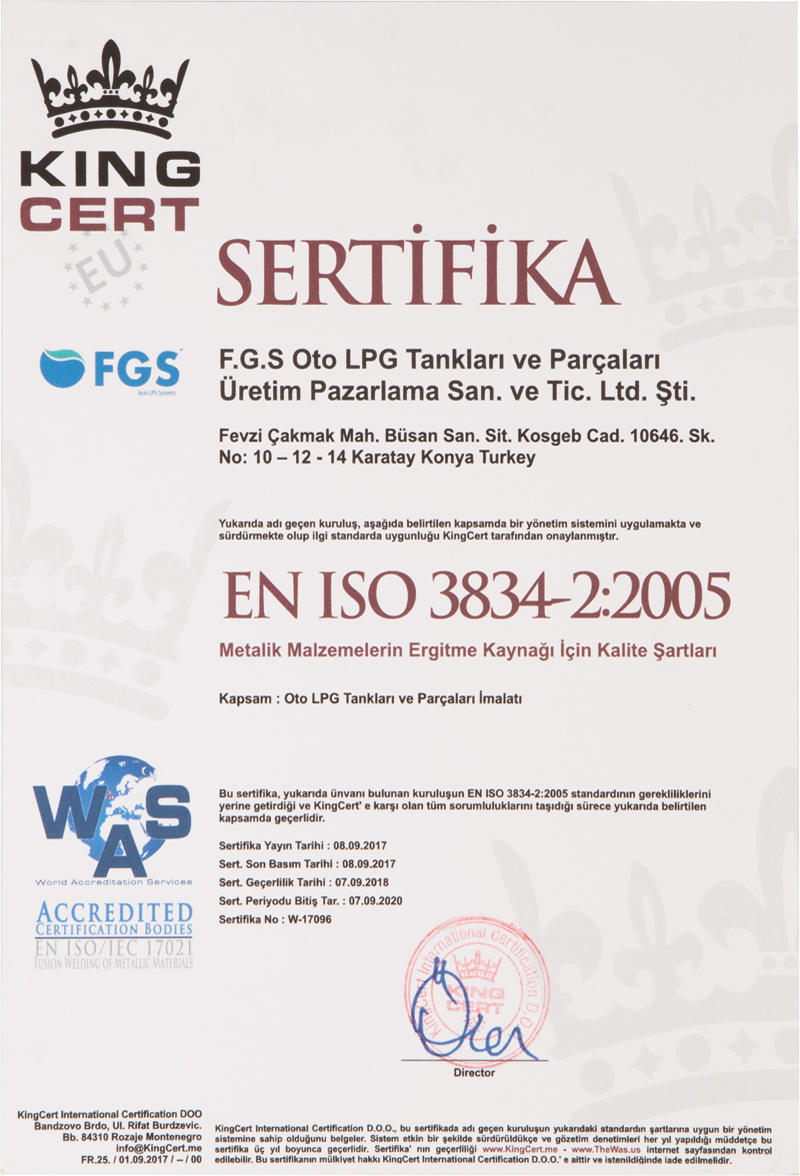 KING
CERT
EU
SERTİFİKA
FGS
Auto LPG Systems
F.G.S Oto LPG Tankları ve Parçaları
Üretim Pazarlama San. ve Tic. Ltd. Şti.
Fevzi Çakmak Mah. Büsan San. Sit. Kosgeb Cad. 10646. Sk.
No: 10 – 12 - 14 Karatay Konya Turkey
Yukarıda adı geçen kuruluş, aşağıda belirtilen kapsamda bir yönetim sistemini uygulamakta ve
sürdürmekte olup ilgi standarda uygunluğu KingCert tarafından onaylanmıştır.
EN ISO 3834-2:2005
Metalik Malzemelerin Ergitme Kaynağı İçin Kalite Şartları
Kapsam : Oto LPG Tankları ve Parçaları İmalatı
WAS
World Accreditation Services
ACCREDITED
CERTIFICATION BODIES
EN ISO/IEC 17021
FUSION WELDING OF METALLIC MATERIALS
Bu sertifika, yukarıda ünvanı bulunan kuruluşun EN ISO 3834-2:2005 standardının gerekliliklerini
yerine getirdiği ve KingCert' e karşı olan tüm sorumluluklarını taşıdığı sürece yukarıda belirtilen
kapsamda geçerlidir.
Sertifika Yayın Tarihi : 08.09.2017
Sert. Son Basım Tarihi : 08.09.2017
Sert. Geçerlilik Tarihi : 07.09.2018
Sert. Periyodu Bitiş Tar. : 07.09.2020
Sertifika No : W-17096
KingCert International Certification D.O.
KING
CERT
Director
KingCert International Certification DOO
Bandzovo Brdo, Ul. Rifat Burdzevic.
Bb. 84310 Rozaje Montenegro
info@KingCert.me
FR.25. / 01.09.2017 / -- / 00
KingCert International Certification D.O.O., bu sertifikada adı geçen kuruluşun yukarıdaki standardın şartlarına uygun bir yönetim
sistemine sahip olduğunu belgeler. Sistem etkin bir şekilde sürdürüldükçe ve gözetim denetimleri her yıl yapıldığı müddetçe bu
sertifika üç yıl boyunca geçerlidir. Sertifika' nın geçerliliği www.KingCert.me - www.TheWas.us internet sayfasından kontrol
edilebilir. Bu sertifikanın mülkiyet hakkı KingCert International Certification D.O.O.' e aittir ve istenildiğinde iade edilmelidir.